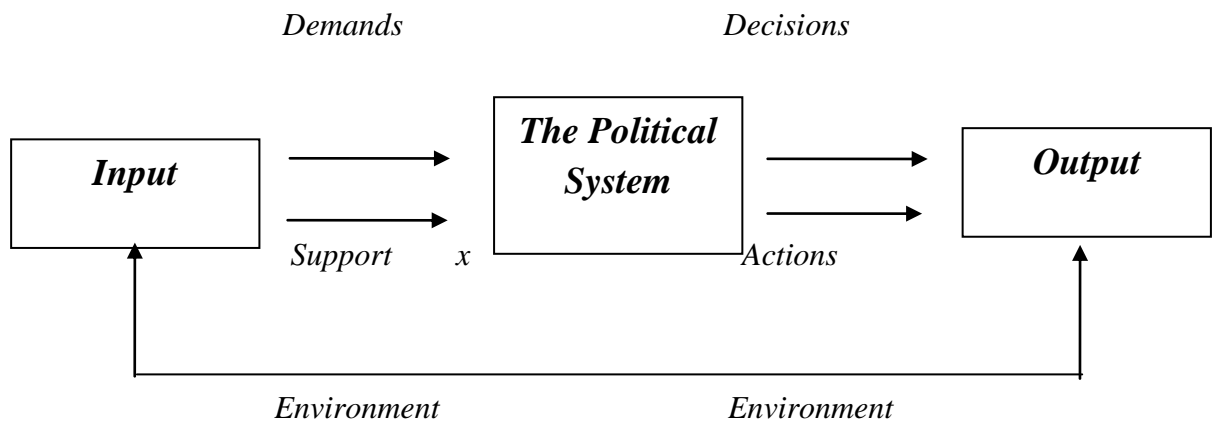 Demands
Decisions
The Political
System
Input
Output
Support
x
Actions
Environment
Environment